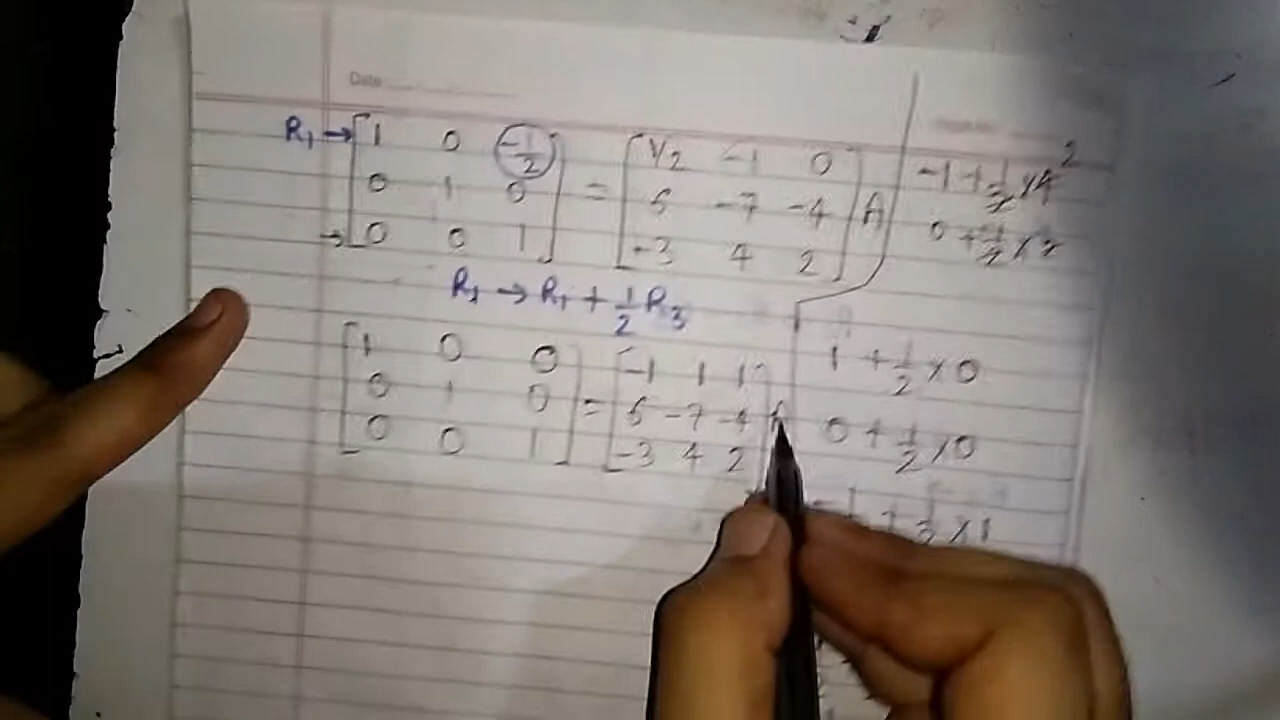 Date
R₁ → [1 0 -1/2] = [1/2 -1 0]
[0 1 0] [5 -7 -4] A
→ [0 0 1] [-3 4 2]
R₁ → R₁ + 1/2 R₃
[1 0 0] = [-1 1 1]
[0 1 0] [5 -7 -4]
[0 0 1] [-3 4 2]
-1 + 1/2 × 4 2
0 + 1/2 × 2
1 + 1/2 × 0
0 + 1/2 × 0